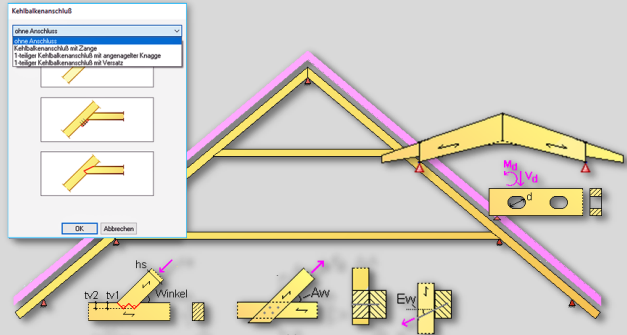 Kehlbalkenanschluß
ohne Anschluss
ohne Anschluss
Kehlbalkenanschluß mit Zange
1-teiliger Kehlbalkenanschluß mit angenagelter Knagge
1-teiliger Kehlbalkenanschluß mit Versatz
OK Abbrechen
Md
Vd
d
hs
tv2 tv1 Winkel
Aw
Ew